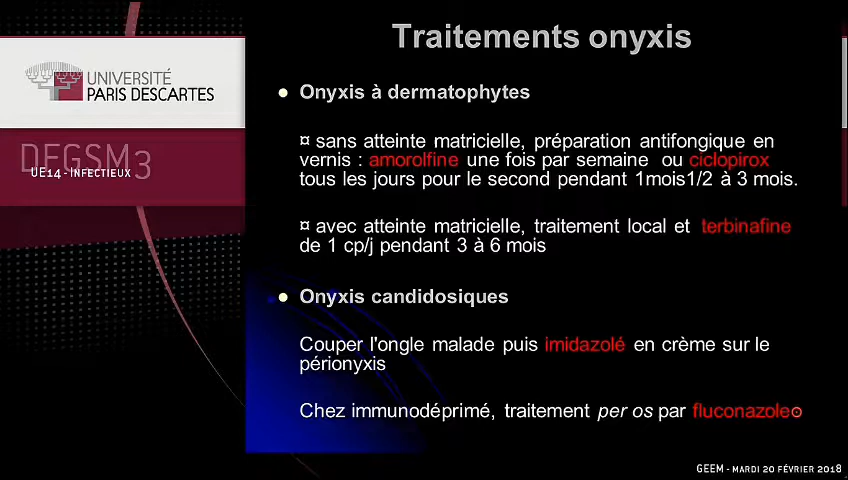 Traitements onyxis
UNIVERSITÉ
PARIS DESCARTES
DFGSM3
UE14 - INFECTIEUX
Onyxis à dermatophytes
¤ sans atteinte matricielle, préparation antifongique en
vernis : amorolfine une fois par semaine ou ciclopirox
tous les jours pour le second pendant 1mois1/2 à 3 mois.
¤ avec atteinte matricielle, traitement local et terbinafine
de 1 cp/j pendant 3 à 6 mois
Onyxis candidosiques
Couper l'ongle malade puis imidazolé en crème sur le
périonyxis
Chez immunodéprimé, traitement per os par fluconazole
GEEM - MARDI 20 FÉVRIER 2018